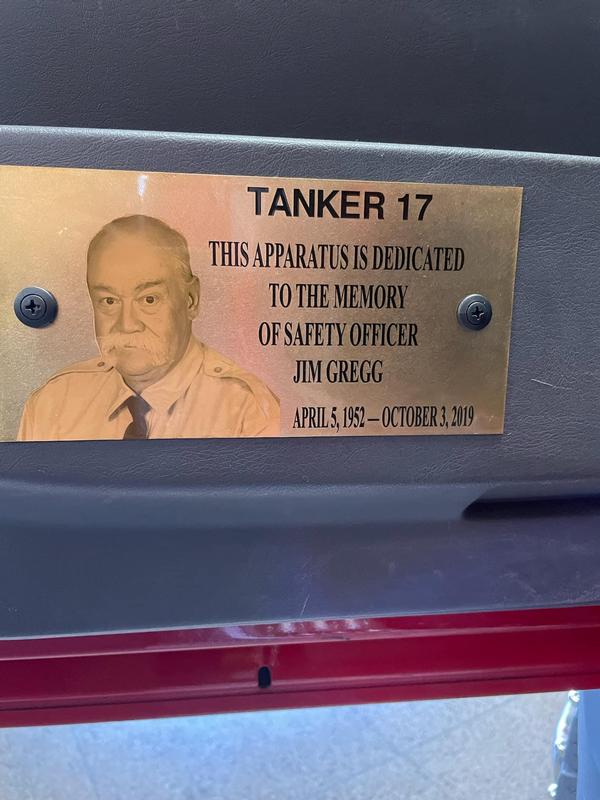 TANKER 17
THIS APPARATUS IS DEDICATED
TO THE MEMORY
OF SAFETY OFFICER
JIM GREGG
APRIL 5, 1952 — OCTOBER 3, 2019